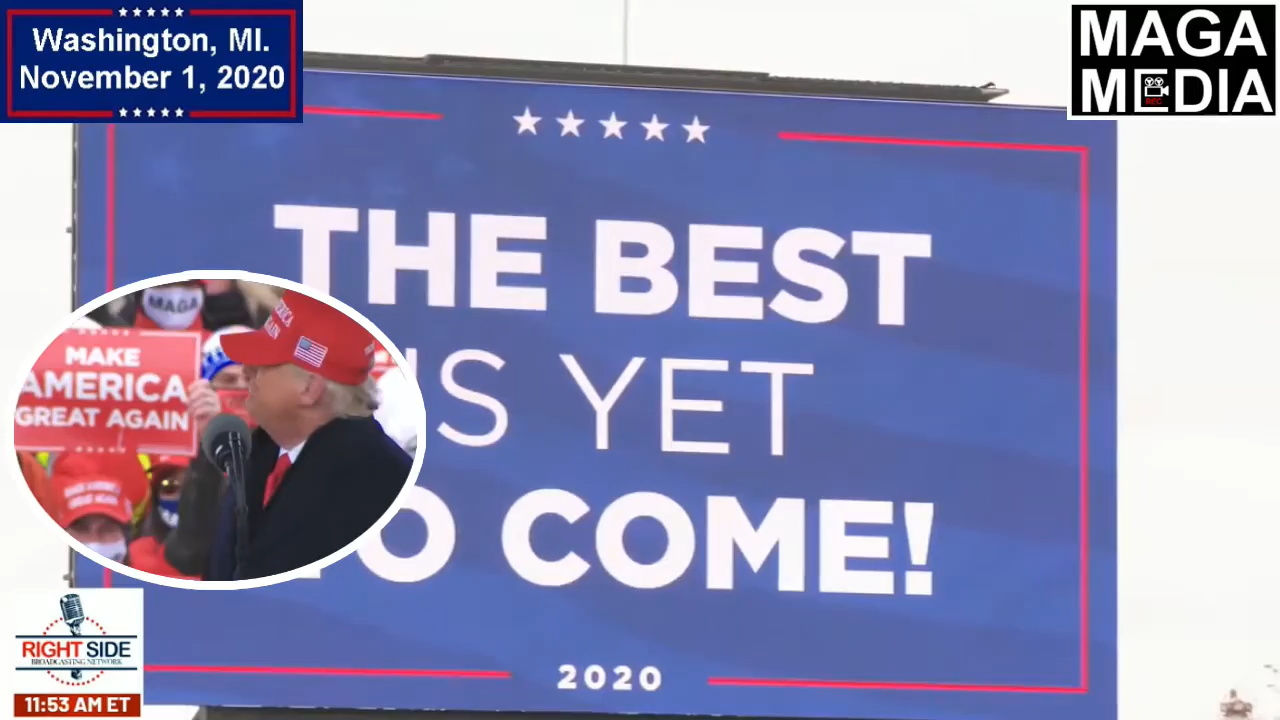 Washington, MI.
November 1, 2020
MAGA
MEDIA
REC
THE BEST
IS YET
TO COME!
2020
MAGA
MAKE
AMERICA
GREAT AGAIN
RIGHT SIDE
BROADCASTING NETWORK
11:53 AM ET